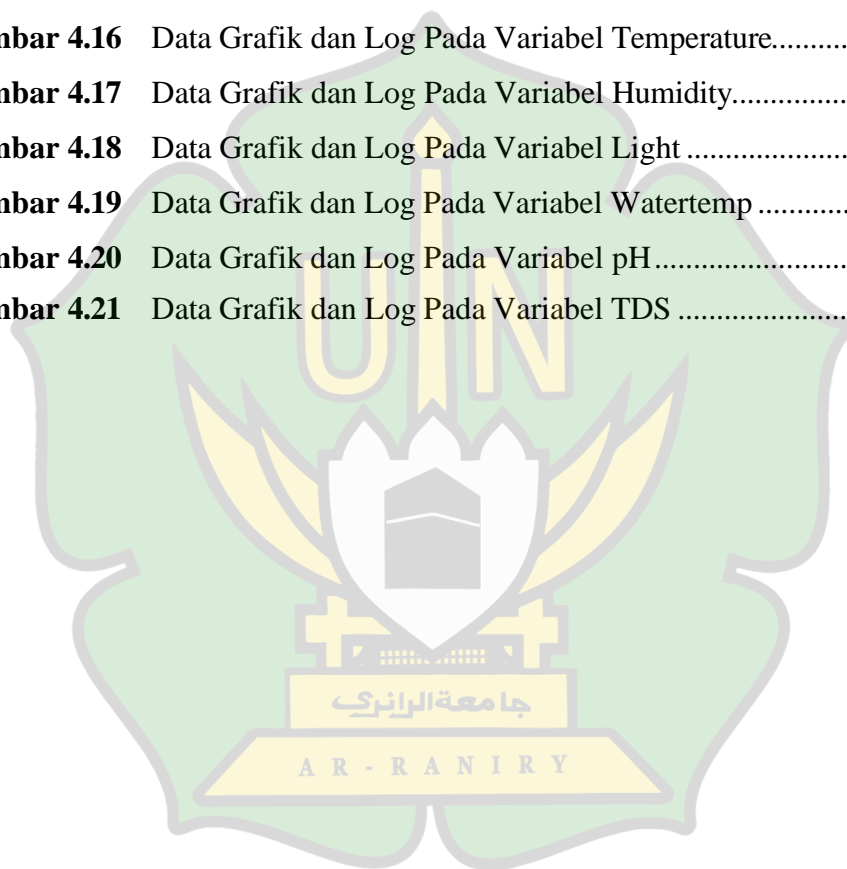 mbar 4.16 Data Grafik dan Log Pada Variabel Temperature..........
mbar 4.17 Data Grafik dan Log Pada Variabel Humidity...............
mbar 4.18 Data Grafik dan Log Pada Variabel Light .....................
mbar 4.19 Data Grafik dan Log Pada Variabel Watertemp ............
mbar 4.20 Data Grafik dan Log Pada Variabel pH.........................
mbar 4.21 Data Grafik dan Log Pada Variabel TDS ......................
UIN
جامعة الرانري
AR-RANIRY